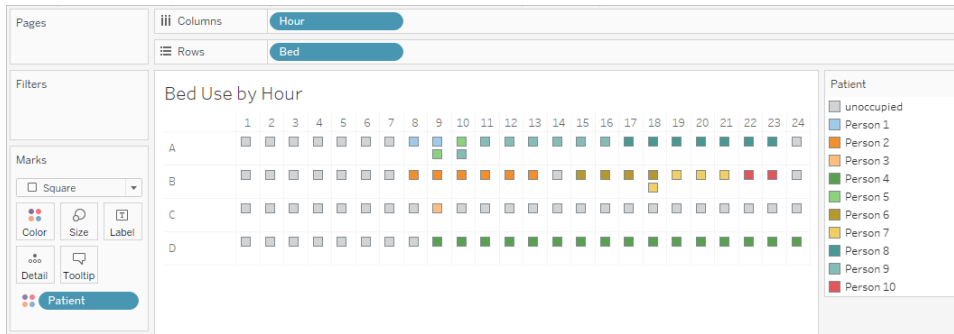 Pages
Columns
Hour
Rows
Bed
Filters
Marks
Square
Color
Size
Label
Detail
Tooltip
Patient
Bed Use by Hour
1 2 3 4 5 6 7 8 9 10 11 12 13 14 15 16 17 18 19 20 21 22 23 24
A
B
C
D
Patient
unoccupied
Person 1
Person 2
Person 3
Person 4
Person 5
Person 6
Person 7
Person 8
Person 9
Person 10